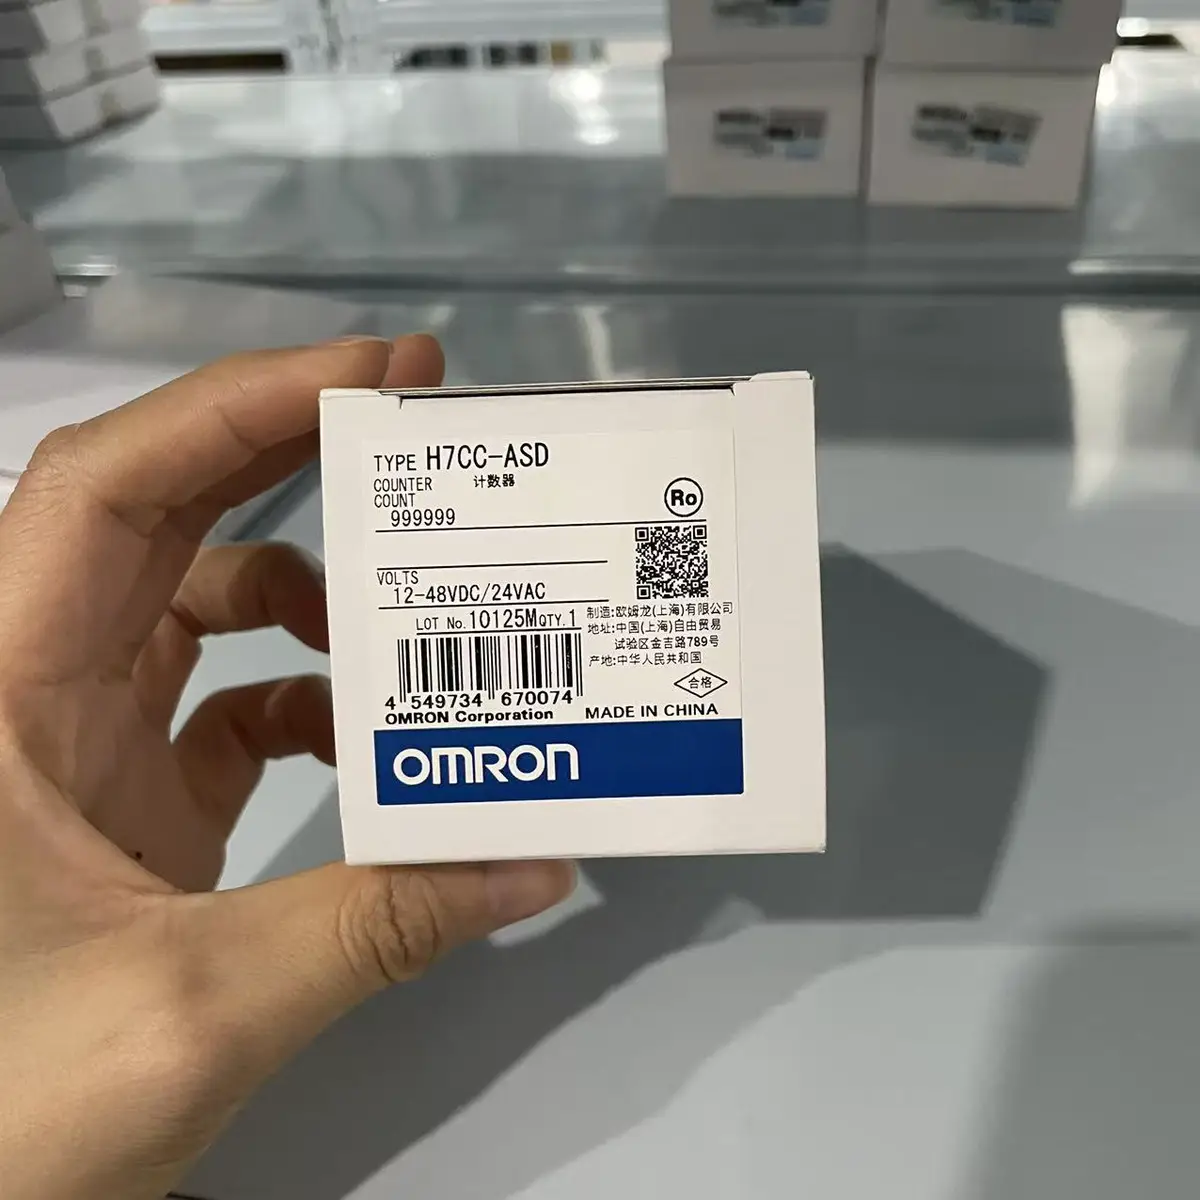 TYPE H7CC-ASD
COUNTER 计数器
COUNT
999999
Ro
VOLTS
12-48VDC/24VAC
LOT No. 10125M QTY. 1
制造:欧姆龙(上海)有限公司
地址:中国(上海)自由贸易
试验区金吉路789号
产地:中华人民共和国
合格
4 549734 670074
OMRON Corporation
MADE IN CHINA
OMRON